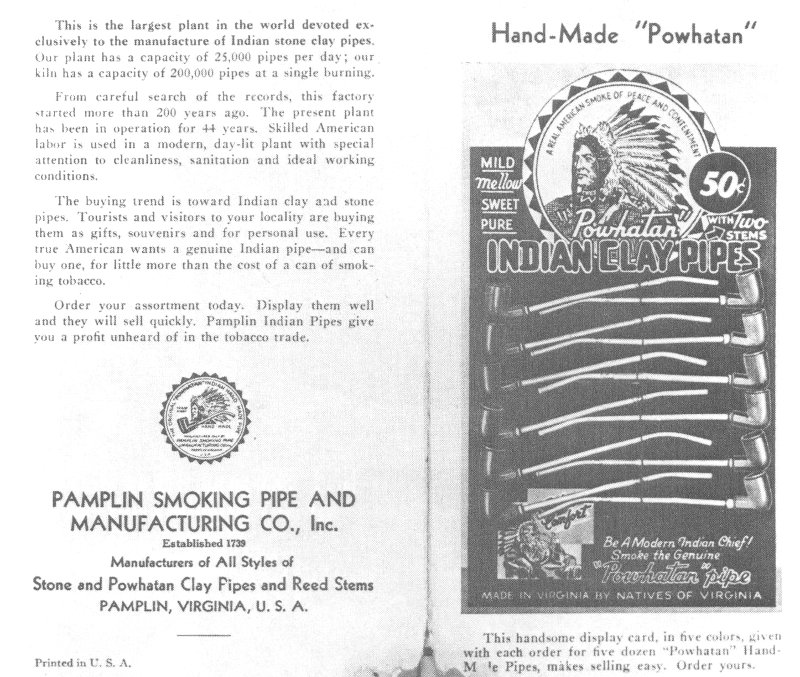 This is the largest plant in the world devoted ex-
clusively to the manufacture of Indian stone clay pipes.
Our plant has a capacity of 25,000 pipes per day; our
kiln has a capacity of 200,000 pipes at a single burning.
From careful search of the records, this factory
started more than 200 years ago. The present plant
has been in operation for 44 years. Skilled American
labor is used in a modern, day-lit plant with special
attention to cleanliness, sanitation and ideal working
conditions.
The buying trend is toward Indian clay and stone
pipes. Tourists and visitors to your locality are buying
them as gifts, souvenirs and for personal use. Every
true American wants a genuine Indian pipe—and can
buy one, for little more than the cost of a can of smok-
ing tobacco.
Order your assortment today. Display them well
and they will sell quickly. Pamplin Indian Pipes give
you a profit unheard of in the tobacco trade.
HAND MADE
PAMPLIN SMOKING PIPE
PAMPLIN SMOKING PIPE AND
MANUFACTURING CO., Inc.
Established 1739
Manufacturers of All Styles of
Stone and Powhatan Clay Pipes and Reed Stems
PAMPLIN, VIRGINIA, U. S. A.
Printed in U. S. A.
Hand-Made "Powhatan"
A REAL AMERICAN SMOKE OF PEACE AND CONTENTMENT
MILD
mellow
SWEET
PURE
50¢
WITH Two
STEMS
"Powhatan"
INDIAN CLAY PIPES
Comfort
Be A Modern Indian Chief!
Smoke the Genuine
"Powhatan" pipe
MADE IN VIRGINIA BY NATIVES OF VIRGINIA
This handsome display card, in five colors, given
with each order for five dozen "Powhatan" Hand-
Pipes, makes selling easy. Order yours.